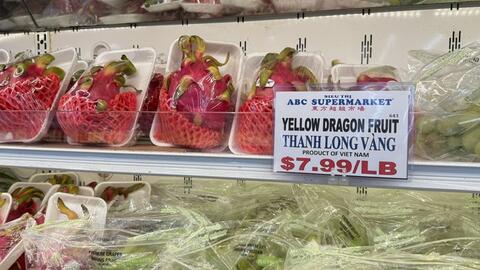 SIÊU THỊ
ABC SUPERMARKET
東方超級市場
643
YELLOW DRAGON FRUIT
THANH LONG VÀNG
PRODUCT OF VIET NAM
$7.99/LB